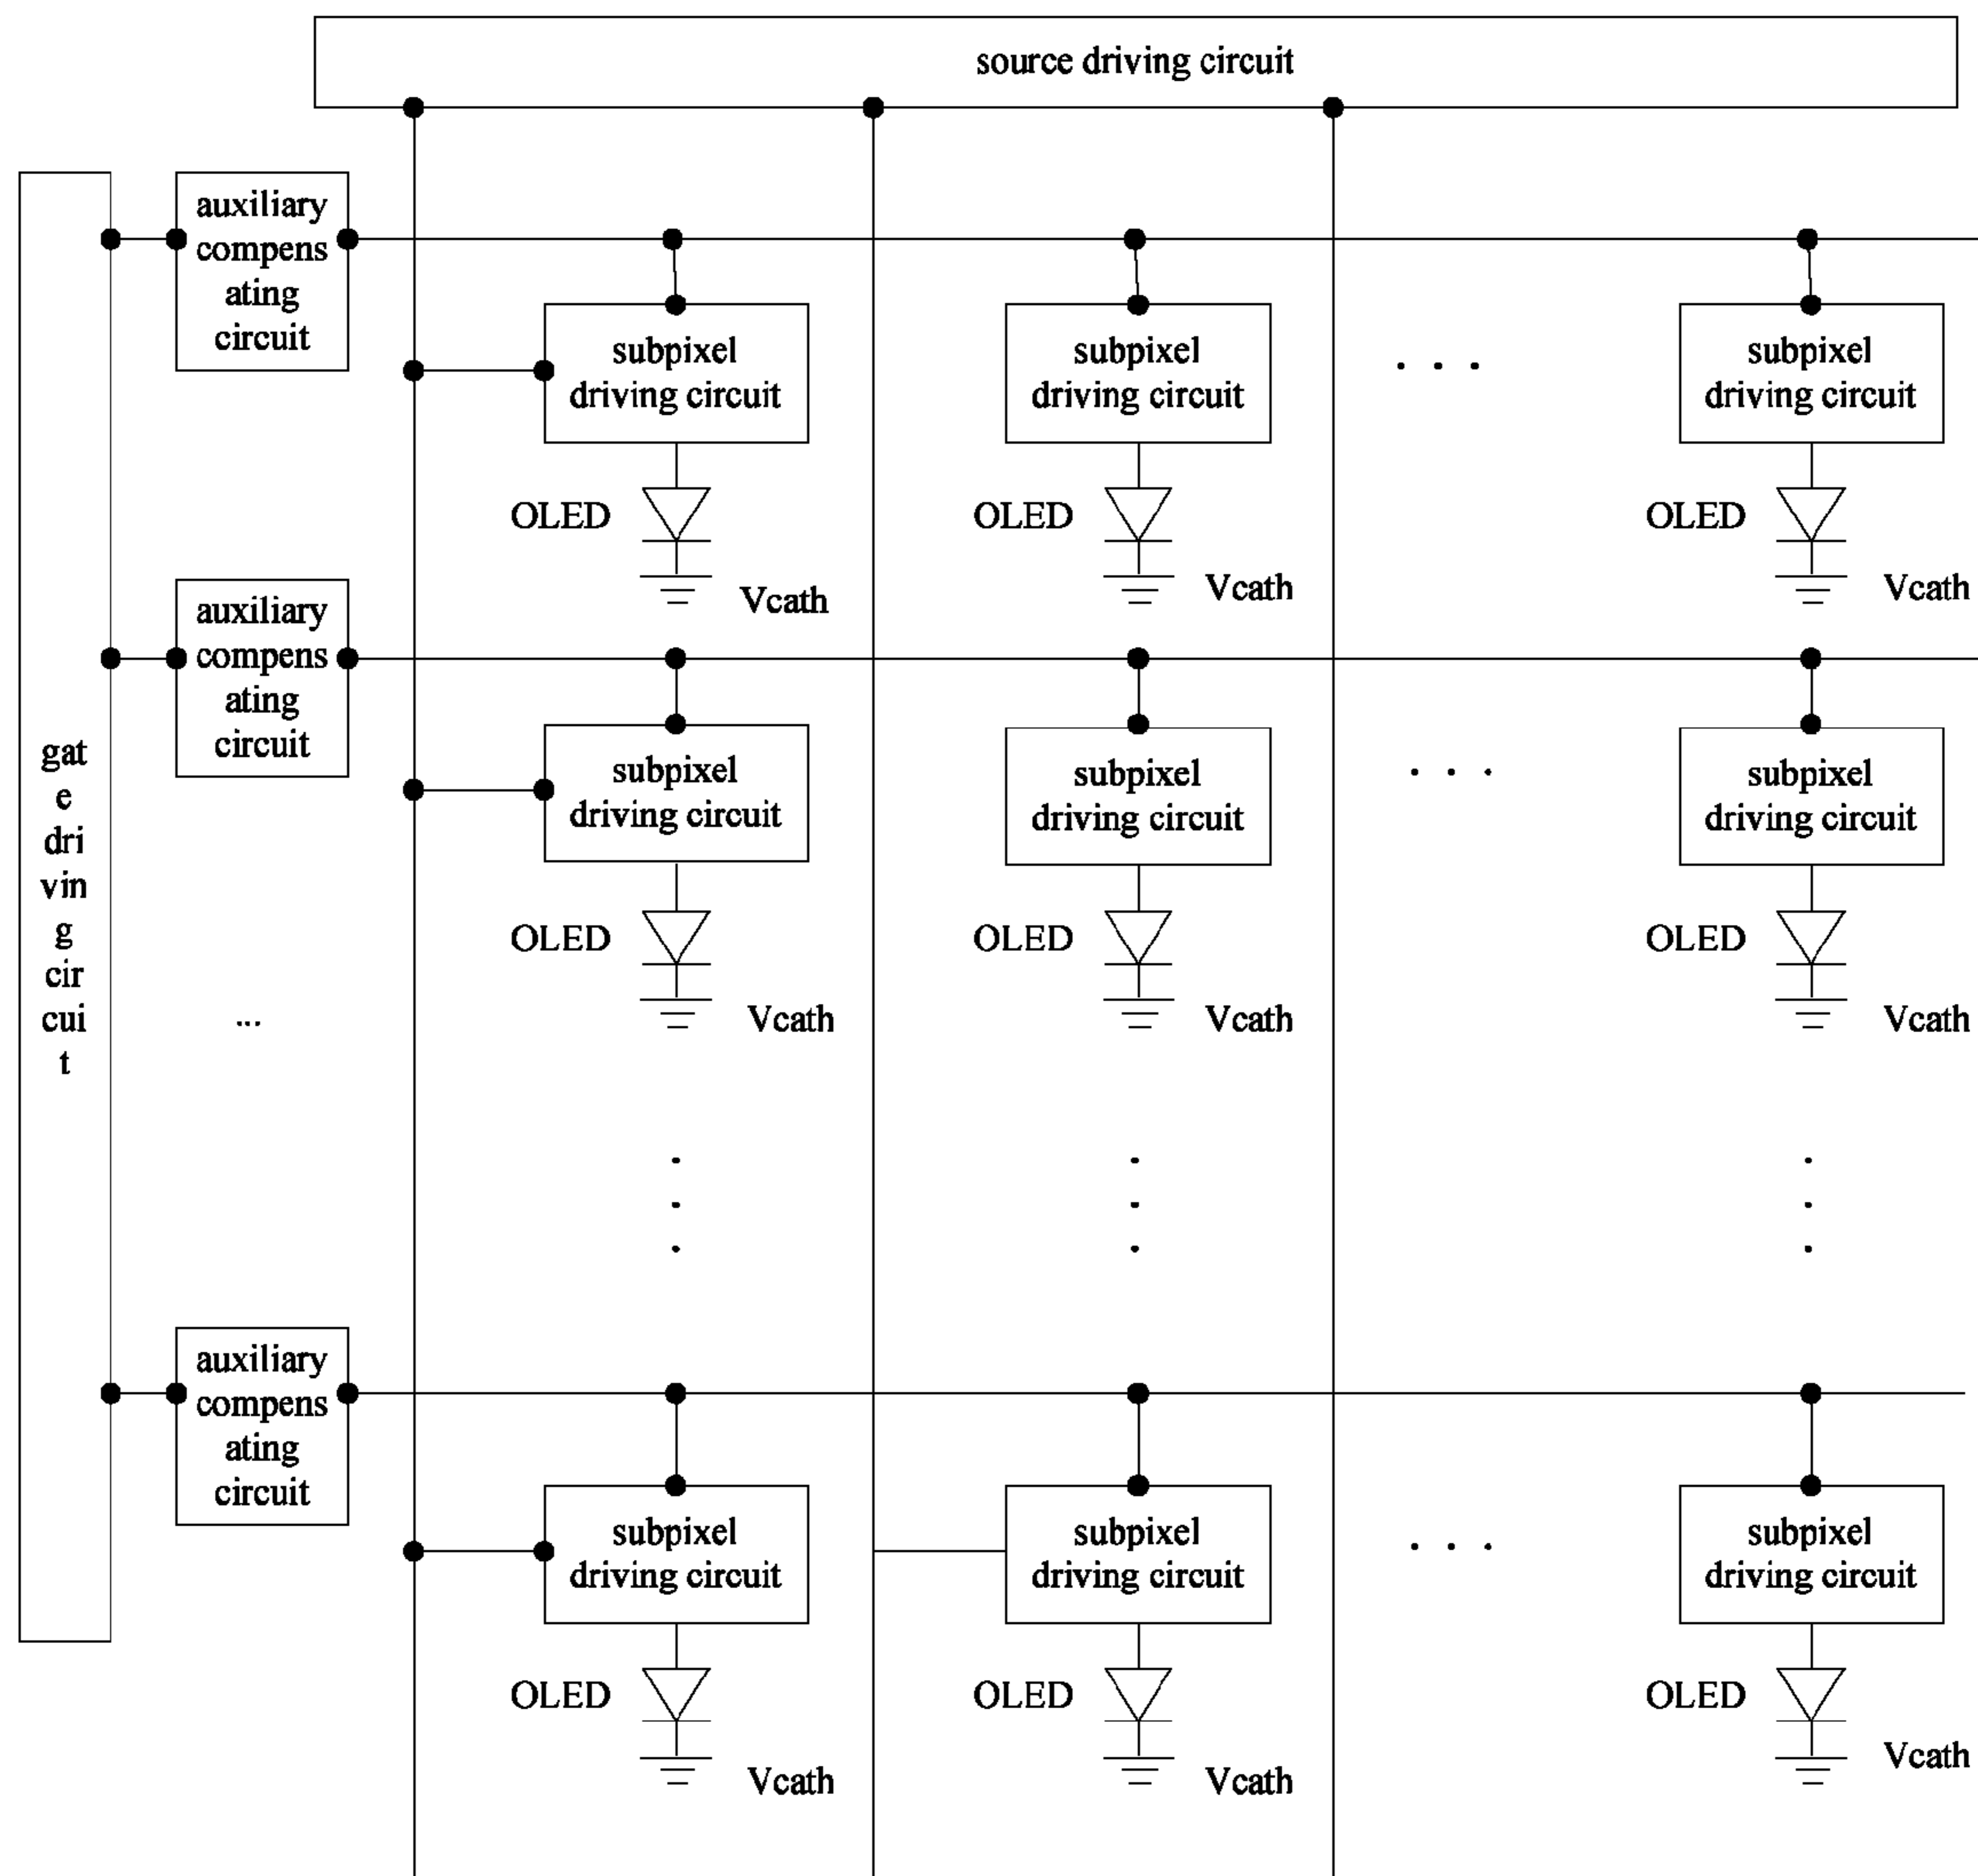 source driving circuit
auxiliary
compens
ating
circuit
subpixel
driving circuit
subpixel
driving circuit
. . .
subpixel
driving circuit
OLED
OLED
OLED
Vcath
Vcath
Vcath
auxiliary
compens
ating
circuit
gat
e
dri
vin
g
cir
cui
t
subpixel
driving circuit
subpixel
driving circuit
. . .
subpixel
driving circuit
OLED
OLED
OLED
Vcath
Vcath
Vcath
...
auxiliary
compens
ating
circuit
subpixel
driving circuit
subpixel
driving circuit
. . .
subpixel
driving circuit
OLED
OLED
OLED
Vcath
Vcath
Vcath